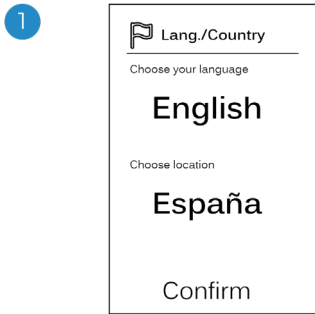 1
Lang./Country
Choose your language
English
Choose location
España
Confirm